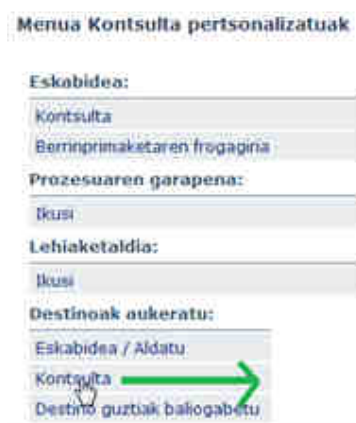 Menua Kontsulta pertsonalizatuak
Eskabidea:
Kontsulta
Berrinprimaketaren frogagiria
Prozesuaren garapena:
Ikusi
Lehiaketaldia:
Ikusi
Destinoak aukeratu:
Eskabidea / Aldatu
Kontsulta
Destino guztiak baliogabetu